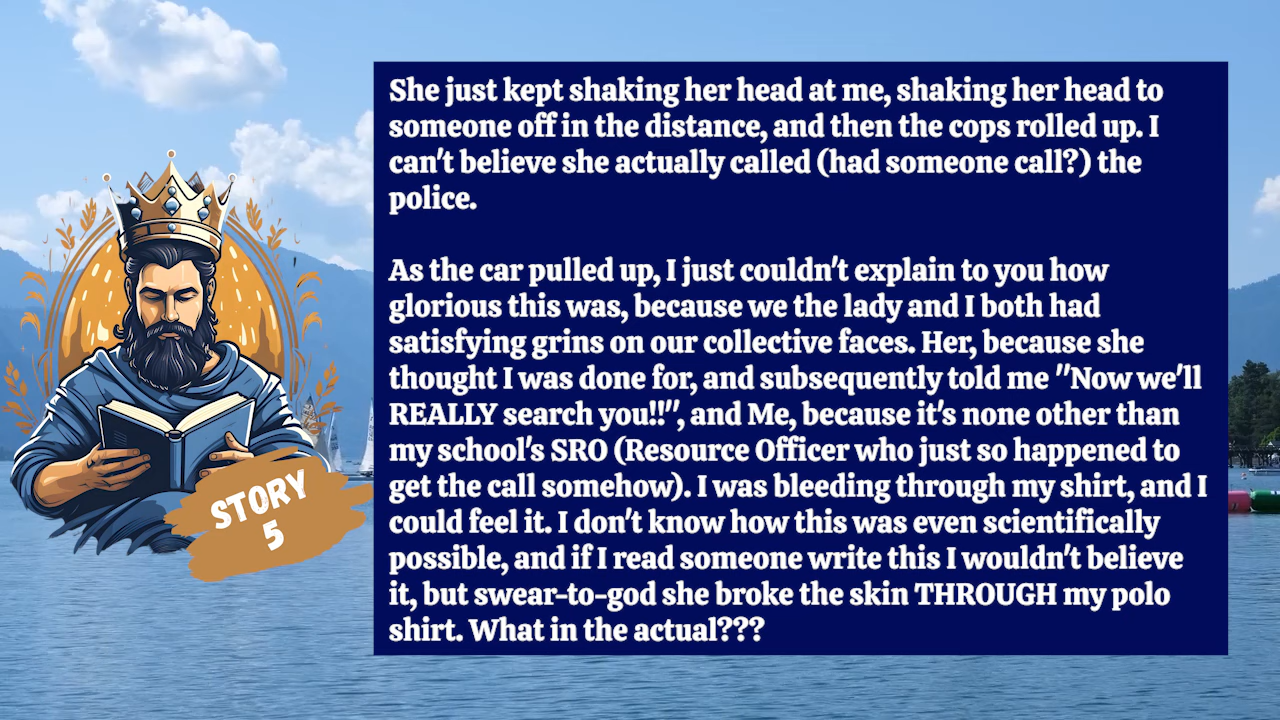 She just kept shaking her head at me, shaking her head to
someone off in the distance, and then the cops rolled up. I
can't believe she actually called (had someone call?) the
police.
As the car pulled up, I just couldn't explain to you how
glorious this was, because we the lady and I both had
satisfying grins on our collective faces. Her, because she
thought I was done for, and subsequently told me "Now we'll
REALLY search you!!", and Me, because it's none other than
my school's SRO (Resource Officer who just so happened to
get the call somehow). I was bleeding through my shirt, and I
could feel it. I don't know how this was even scientifically
possible, and if I read someone write this I wouldn't believe
it, but swear-to-god she broke the skin THROUGH my polo
shirt. What in the actual???
STORY
5